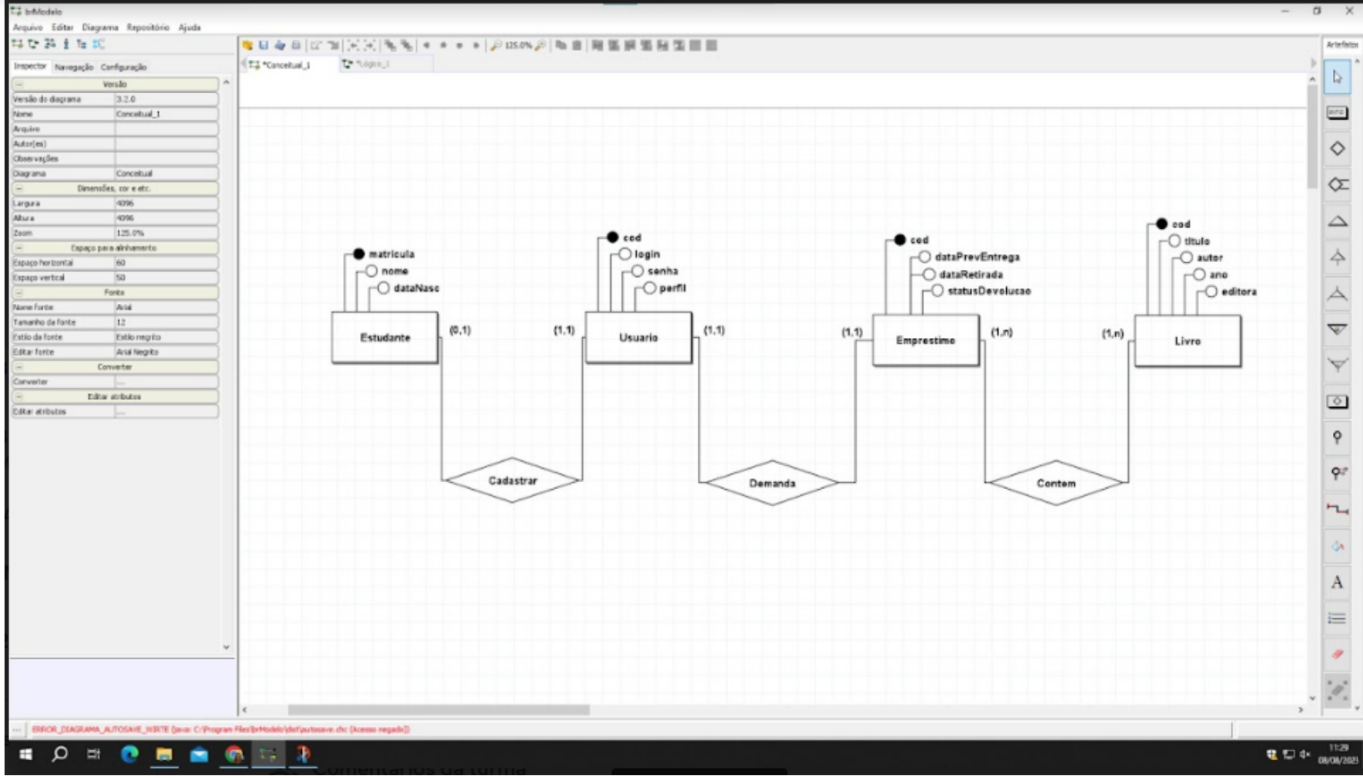 brModelo
Arquivo Editar Diagrama Repositório Ajuda
125.0%
Artefatos
Inspector Navegação Configuração
*Conceitual_1 *Lógico_1
Versão
Versão do diagrama 3.2.0
Nome Conceitual_1
Arquivo
Autor(es)
Observações
Diagrama Conceitual
Dimensões, cor e etc.
Largura 4096
Altura 4096
Zoom 125.0%
Espaço para alinhamento
Espaço horizontal 60
Espaço vertical 50
Fonte
Nome fonte Arial
Tamanho da fonte 12
Estilo da fonte Estilo negrito
Editar fonte Arial Negrito
Converter
Converter ....
Editar atributos
Editar atributos ....
matricula
nome
dataNasc
Estudante
(0,1)
cod
login
senha
perfil
(1,1)
Usuario
(1,1)
cod
dataPrevEntrega
dataRetirada
statusDevolucao
(1,1)
Emprestimo
(1,n)
cod
titulo
autor
ano
editora
(1,n)
Livro
Cadastrar
Demanda
Contem
A
... ERROR_DIAGRAMA_AUTOSAVE_WIRTE [java: C:\Program Files\brModelo\dist\autosave.chc (Acesso negado)]
Comentários da turma
11:29
08/08/2023